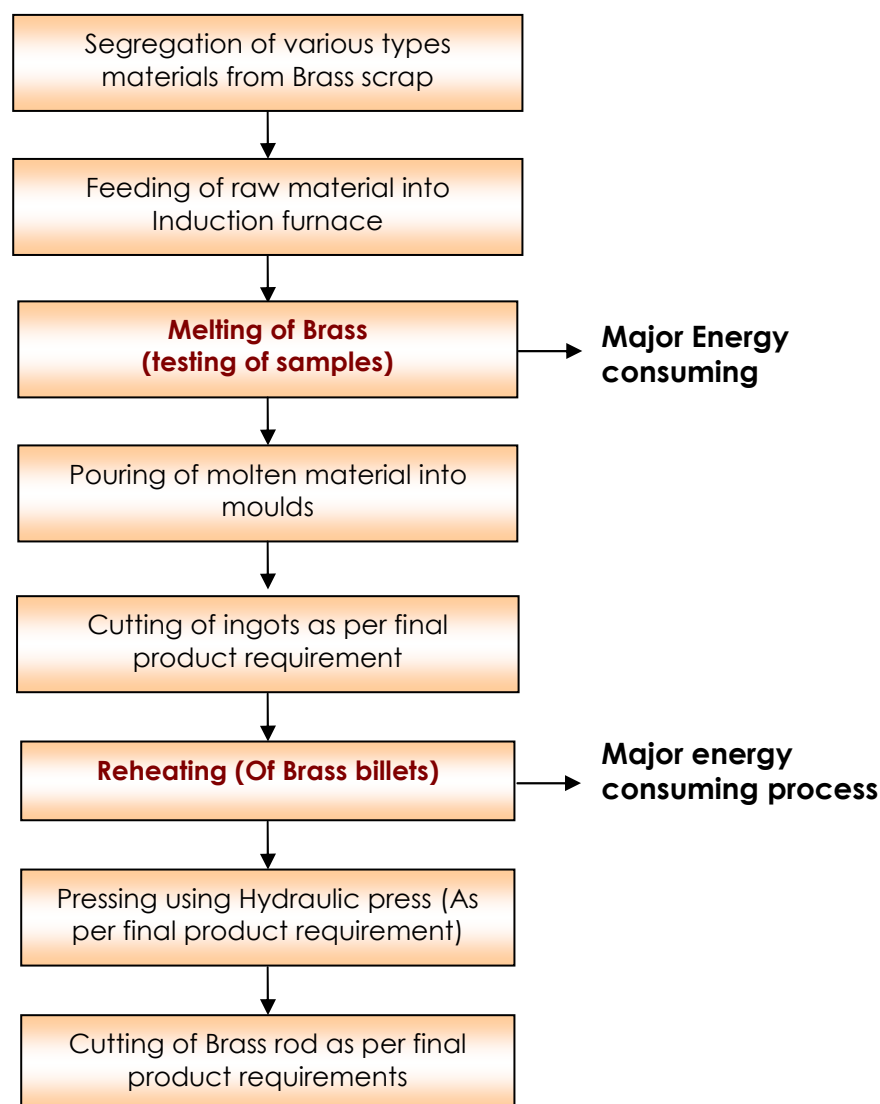 Segregation of various types
materials from Brass scrap
Feeding of raw material into
Induction furnace
Melting of Brass
(testing of samples)
Major Energy
consuming
Pouring of molten material into
moulds
Cutting of ingots as per final
product requirement
Reheating (Of Brass billets)
Major energy
consuming process
Pressing using Hydraulic press (As
per final product requirement)
Cutting of Brass rod as per final
product requirements